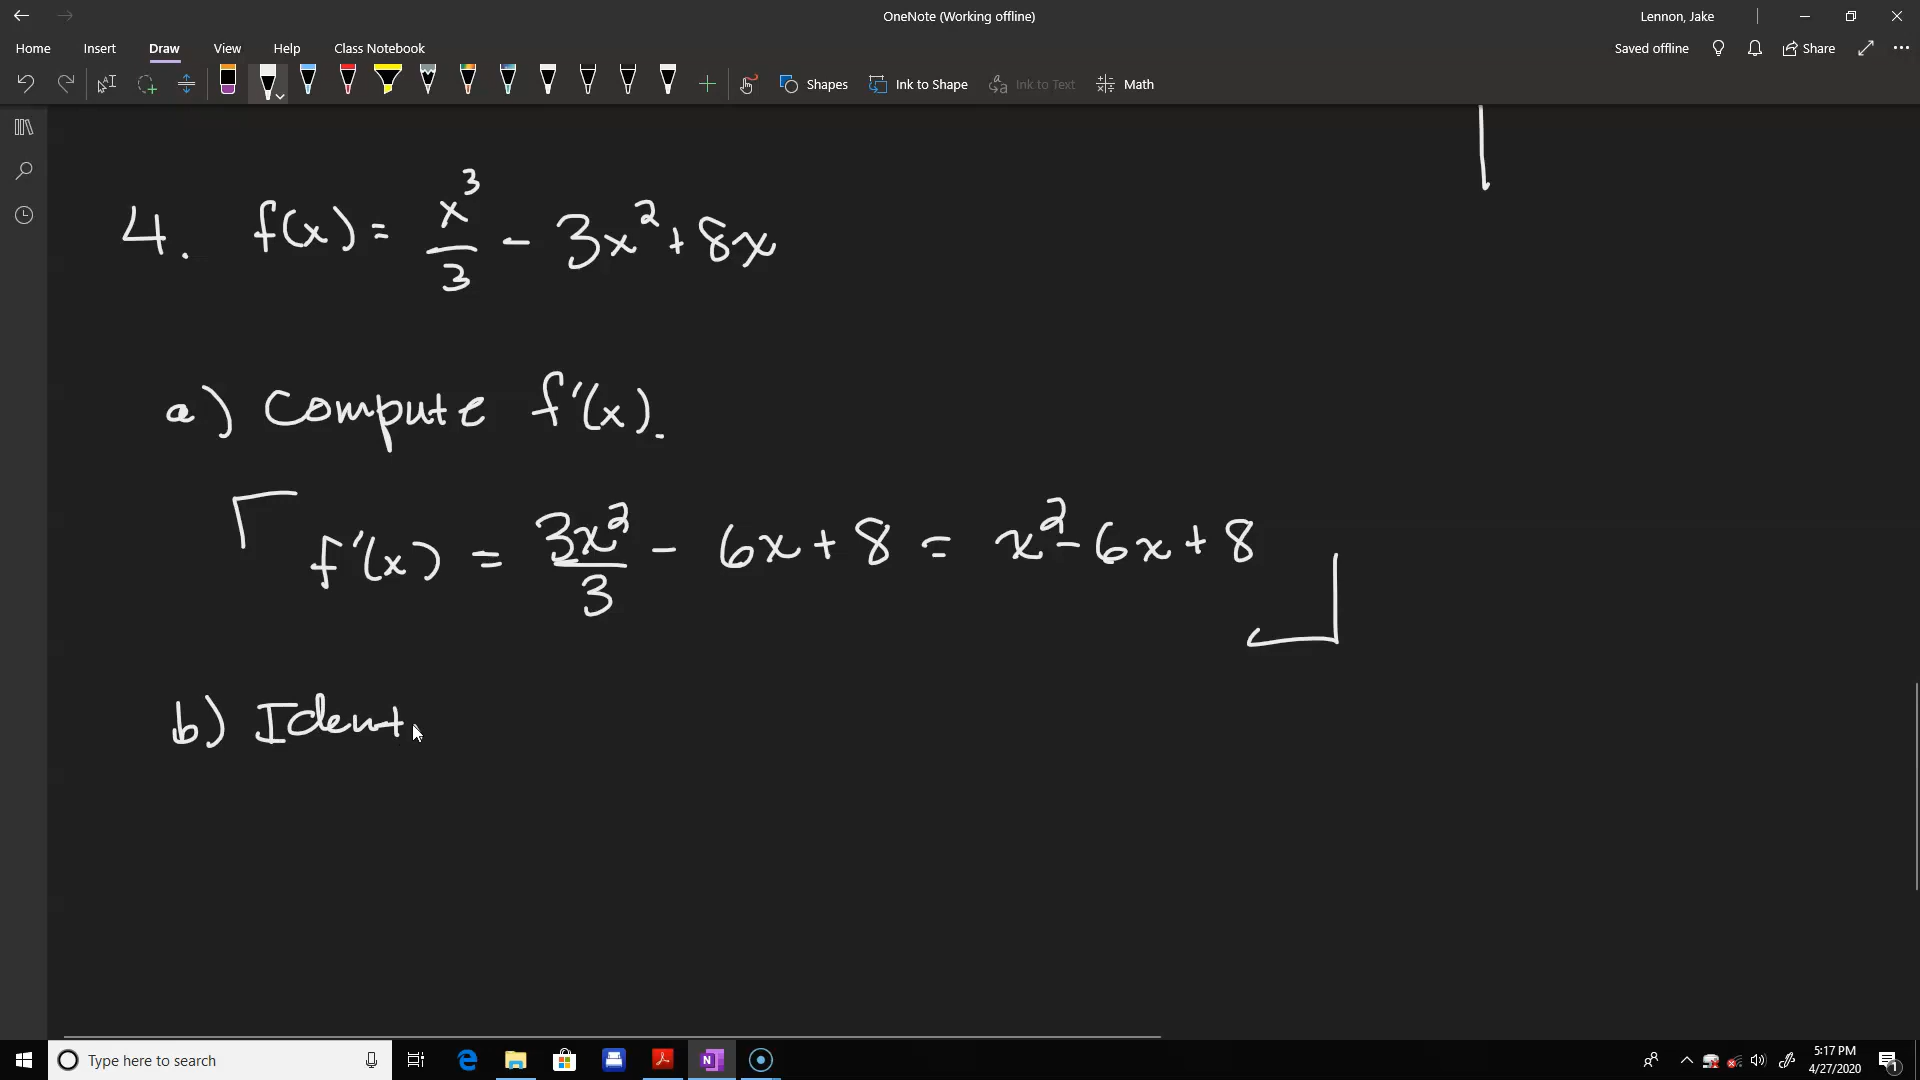 OneNote (Working offline)
Lennon, Jake
Home Insert Draw View Help Class Notebook
Saved offline Share
Shapes Ink to Shape Ink to Text Math
4. f(x) = x³/3 - 3x² + 8x
a) Compute f'(x).
f'(x) = 3x²/3 - 6x + 8 = x² - 6x + 8
b) Ident
Type here to search
5:17 PM
4/27/2020
1